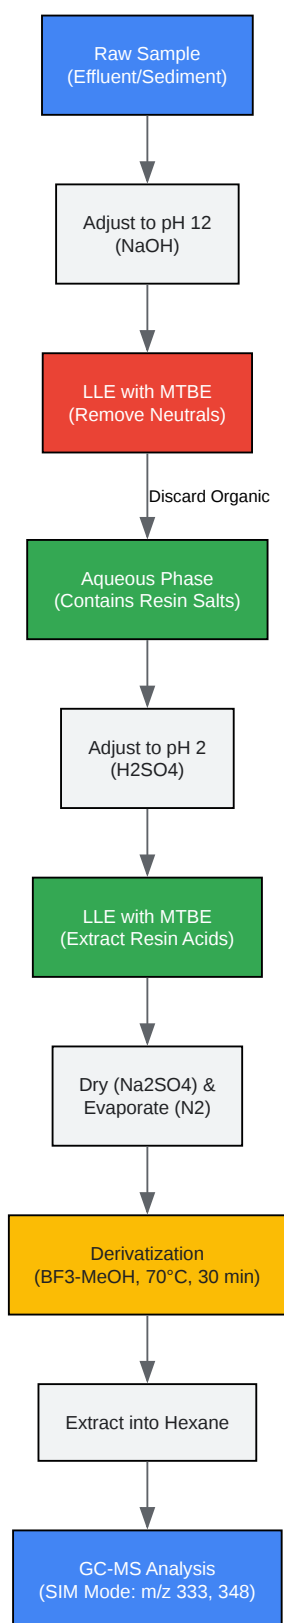 Raw Sample
(Effluent/Sediment)
Adjust to pH 12
(NaOH)
LLE with MTBE
(Remove Neutrals)
Discard Organic
Aqueous Phase
(Contains Resin Salts)
Adjust to pH 2
(H2SO4)
LLE with MTBE
(Extract Resin Acids)
Dry (Na2SO4) &
Evaporate (N2)
Derivatization
(BF3-MeOH, 70°C, 30 min)
Extract into Hexane
GC-MS Analysis
(SIM Mode: m/z 333, 348)